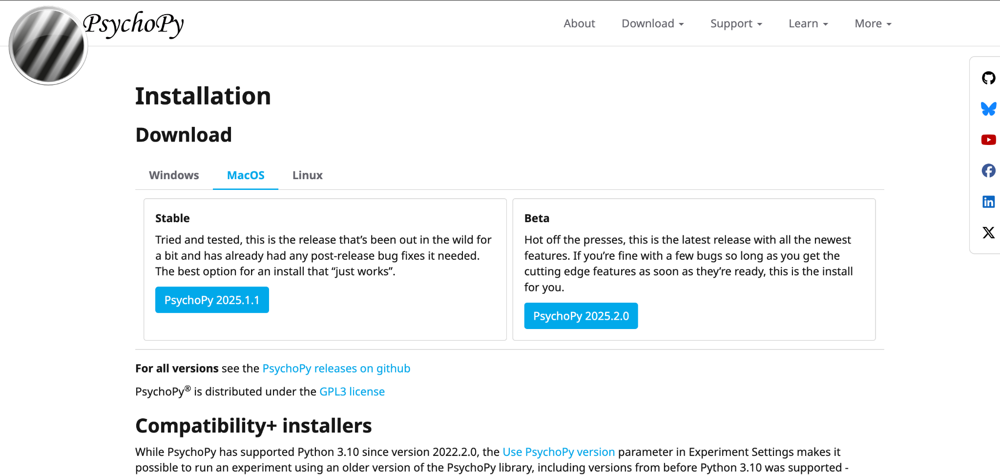 PsychoPy
About
Download
Support
Learn
More
Installation
Download
Windows
MacOS
Linux
Stable
Tried and tested, this is the release that’s been out in the wild for
a bit and has already had any post-release bug fixes it needed.
The best option for an install that “just works”.
PsychoPy 2025.1.1
Beta
Hot off the presses, this is the latest release with all the newest
features. If you’re fine with a few bugs so long as you get the
cutting edge features as soon as they’re ready, this is the install
for you.
PsychoPy 2025.2.0
For all versions see the PsychoPy releases on github
PsychoPy® is distributed under the GPL3 license
Compatibility+ installers
While PsychoPy has supported Python 3.10 since version 2022.2.0, the Use PsychoPy version parameter in Experiment Settings makes it
possible to run an experiment using an older version of the PsychoPy library, including versions from before Python 3.10 was supported -